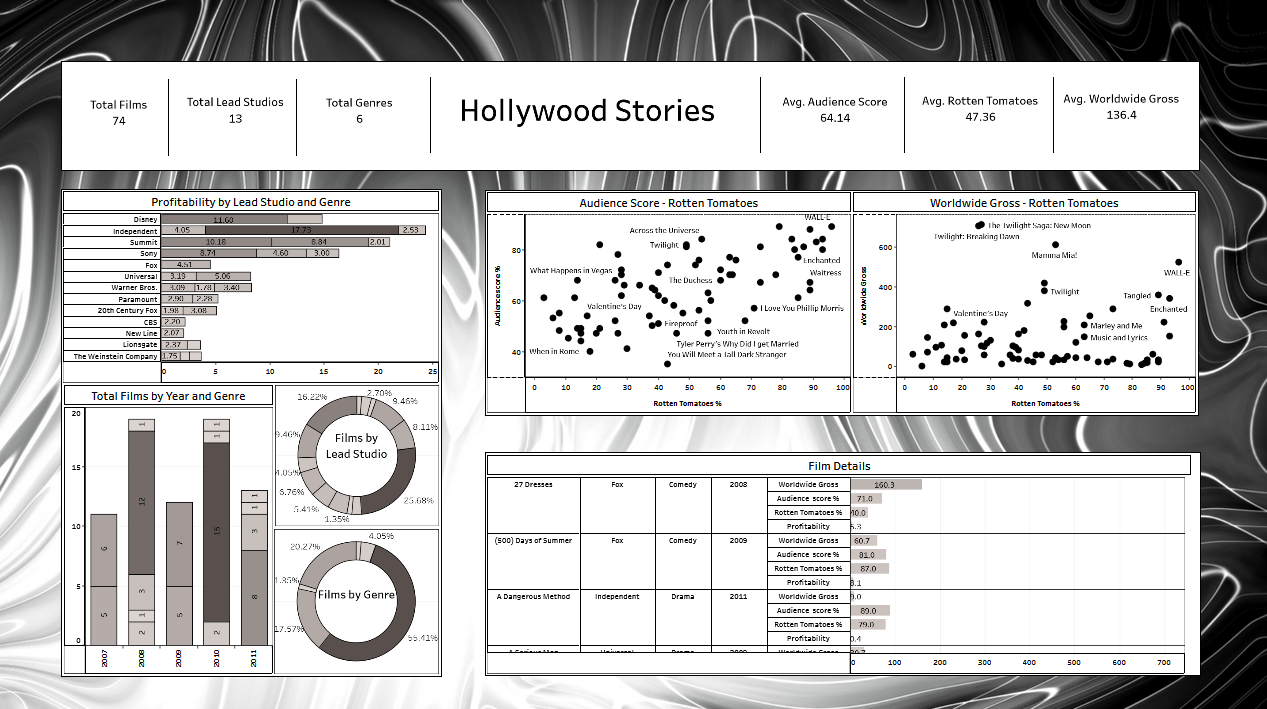 Total Films
74
Total Lead Studios
13
Total Genres
6
Hollywood Stories
Avg. Audience Score
64.14
Avg. Rotten Tomatoes
47.36
Avg. Worldwide Gross
136.4
Profitability by Lead Studio and Genre
Disney 11.60
Independent 4.05 17.73 2.53
Summit 10.18 8.84 2.01
Sony 8.74 4.60 3.00
Fox 4.51
Universal 3.19 5.06
Warner Bros. 3.09 1.78 3.40
Paramount 2.90 2.28
20th Century Fox 1.98 3.08
CBS 2.20
New Line 2.07
Lionsgate 2.37
The Weinstein Company 1.75
0 5 10 15 20 25
Total Films by Year and Genre
20
15
10
5
0
5 6
2 1 3 12 1
5 7
2 15 1 1
8 3 1 1
2007 2008 2009 2010 2011
Films by
Lead Studio
16.22%
2.70%
9.46%
8.11%
25.68%
1.35%
5.41%
6.76%
4.05%
9.46%
Films by Genre
20.27%
4.05%
1.35%
17.57%
55.41%
Audience Score - Rotten Tomatoes
Audience score %
80
60
40
WALL-E
Across the Universe
Twilight
Enchanted
What Happens in Vegas
Waitress
The Duchess
Valentine's Day
I Love You Phillip Morris
Fireproof
Youth in Revolt
Tyler Perry's Why Did I get Married
When in Rome
You Will Meet a Tall Dark Stranger
0 10 20 30 40 50 60 70 80 90 100
Rotten Tomatoes %
Worldwide Gross - Rotten Tomatoes
Worldwide Gross
600
400
200
0
The Twilight Saga: New Moon
Twilight: Breaking Dawn
Mamma Mia!
WALL-E
Twilight
Tangled
Enchanted
Valentine's Day
Marley and Me
Music and Lyrics
0 10 20 30 40 50 60 70 80 90 100
Rotten Tomatoes %
Film Details
27 Dresses Fox Comedy 2008 Worldwide Gross 160.3
Audience score % 71.0
Rotten Tomatoes % 40.0
Profitability 5.3
(500) Days of Summer Fox Comedy 2009 Worldwide Gross 60.7
Audience score % 81.0
Rotten Tomatoes % 87.0
Profitability 8.1
A Dangerous Method Independent Drama 2011 Worldwide Gross 9.0
Audience score % 89.0
Rotten Tomatoes % 79.0
Profitability 0.4
0 100 200 300 400 500 600 700